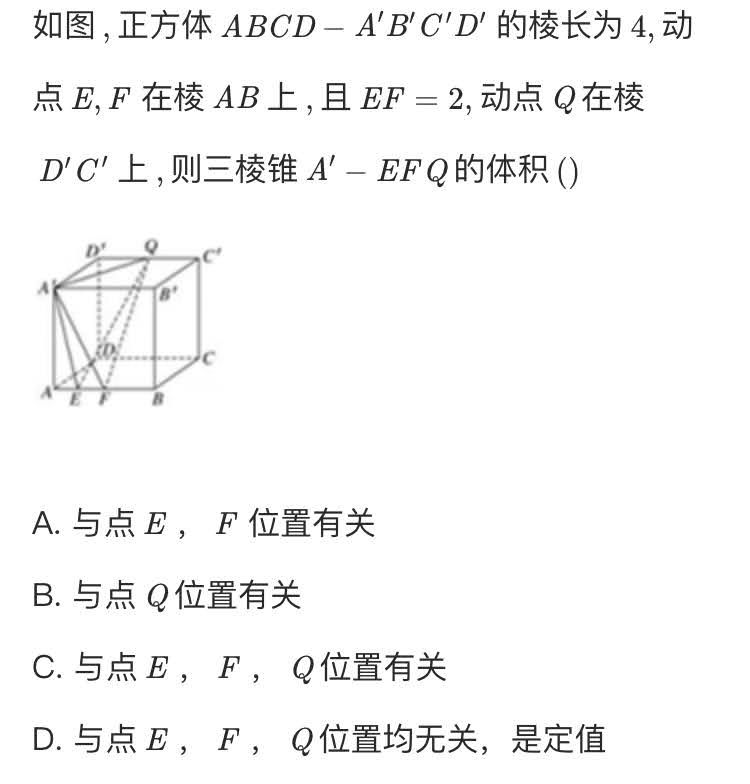 如图,正方体 ABCD − A′B′C′D′ 的棱长为 4,动
点 E, F 在棱 AB 上,且 EF = 2,动点 Q 在棱
D′C′ 上,则三棱锥 A′ − EFQ 的体积()
D′ Q C′
A′ B′
D C
A E F B
A. 与点 E ， F 位置有关
B. 与点 Q 位置有关
C. 与点 E ， F ， Q 位置有关
D. 与点 E ， F ， Q 位置均无关，是定值